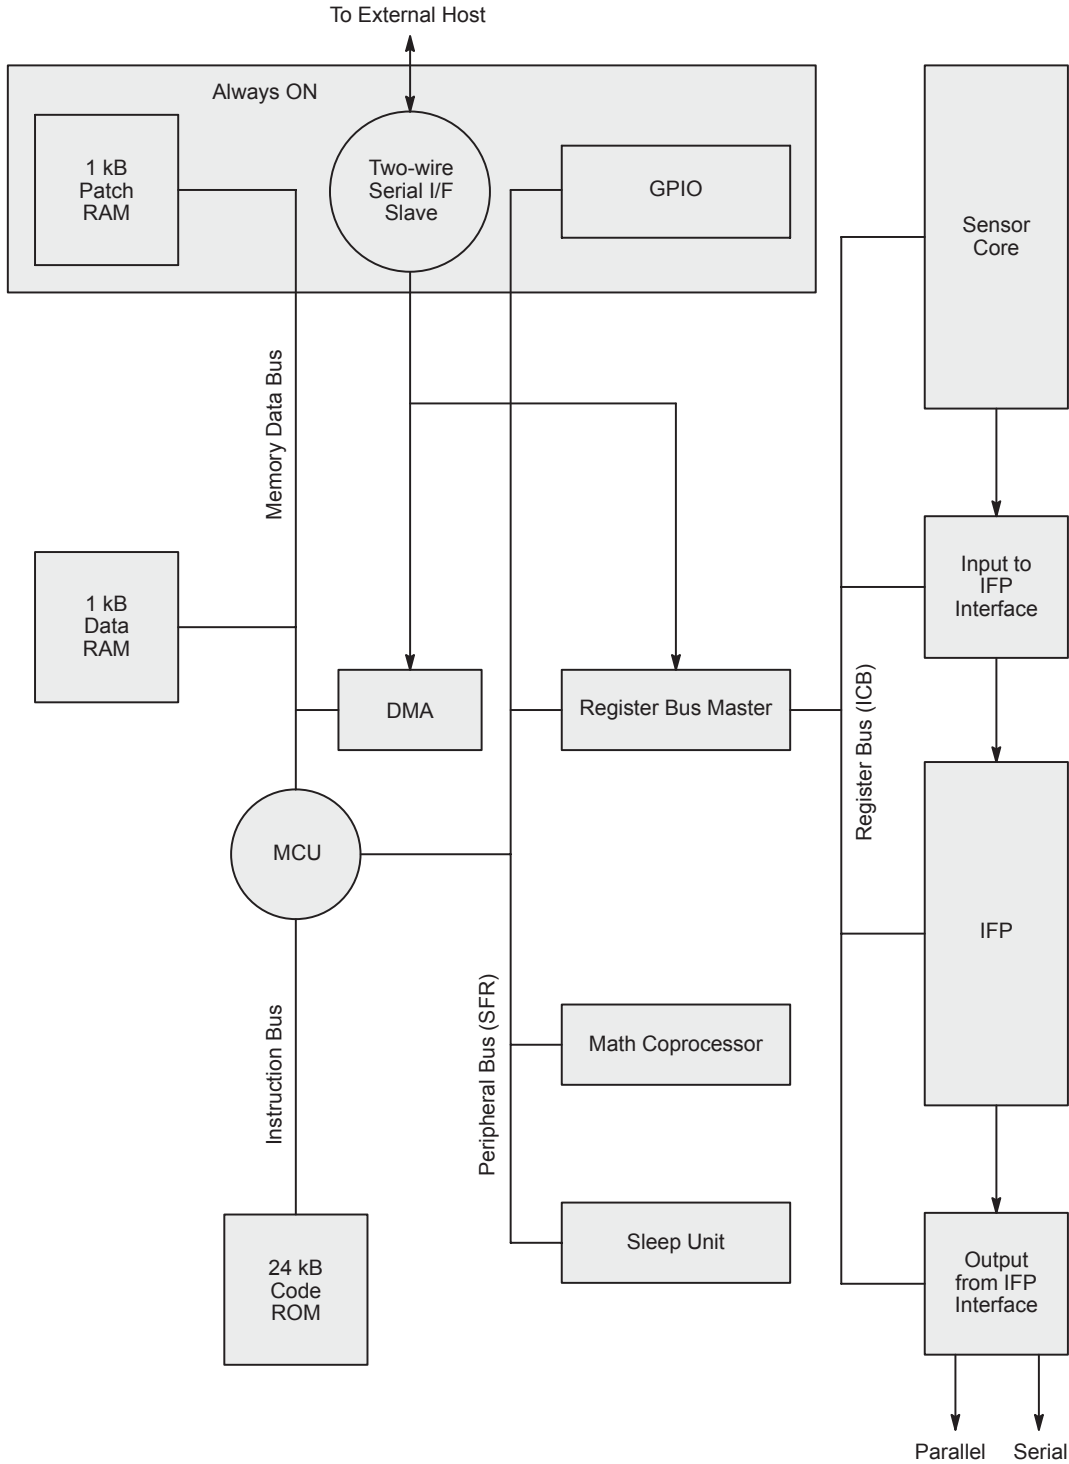 To External Host
Always ON
1 kB
Patch
RAM
Two-wire
Serial I/F
Slave
GPIO
Sensor
Core
Memory Data Bus
1 kB
Data
RAM
Input to
IFP
Interface
DMA
Register Bus Master
Register Bus (ICB)
MCU
IFP
Instruction Bus
Peripheral Bus (SFR)
Math Coprocessor
Sleep Unit
24 kB
Code
ROM
Output
from IFP
Interface
Parallel
Serial